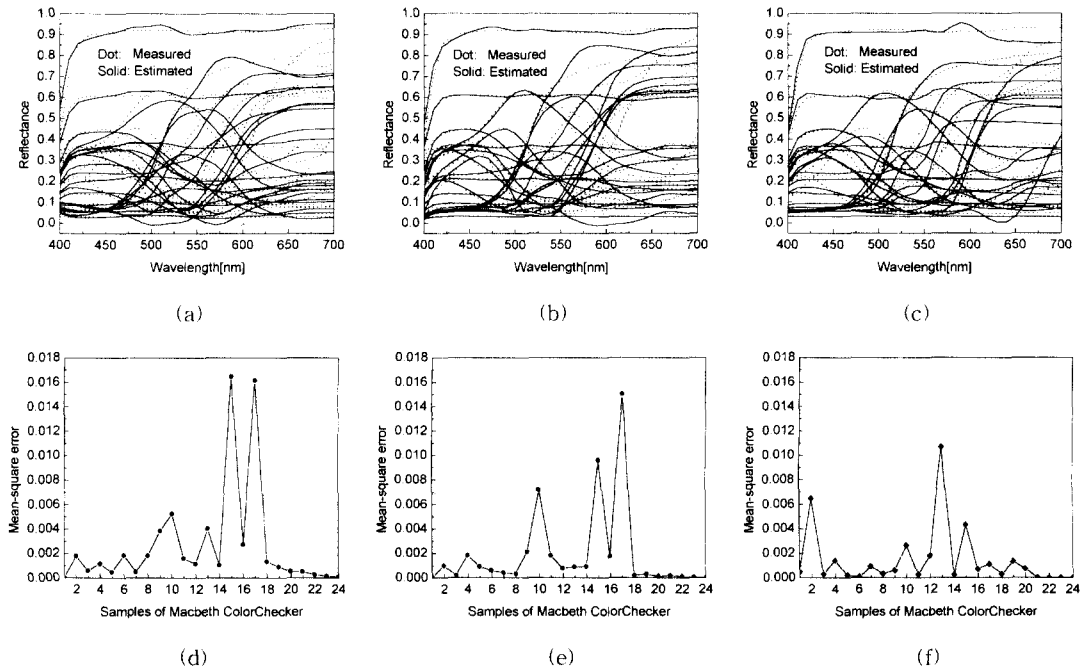 1.0
0.9
0.8
0.7
0.6
0.5
0.4
0.3
0.2
0.1
0.0
Reflectance
Dot: Measured
Solid: Estimated
400 450 500 550 600 650 700
Wavelength[nm]
(a)
1.0
0.9
0.8
0.7
0.6
0.5
0.4
0.3
0.2
0.1
0.0
Reflectance
Dot: Measured
Solid: Estimated
400 450 500 550 600 650 700
Wavelength[nm]
(b)
1.0
0.9
0.8
0.7
0.6
0.5
0.4
0.3
0.2
0.1
0.0
Reflectance
Dot: Measured
Solid: Estimated
400 450 500 550 600 650 700
Wavelength[nm]
(c)
0.018
0.016
0.014
0.012
0.010
0.008
0.006
0.004
0.002
0.000
Mean-square error
2 4 6 8 10 12 14 16 18 20 22 24
Samples of Macbeth ColorChecker
(d)
0.018
0.016
0.014
0.012
0.010
0.008
0.006
0.004
0.002
0.000
Mean-square error
2 4 6 8 10 12 14 16 18 20 22 24
Samples of Macbeth ColorChecker
(e)
0.018
0.016
0.014
0.012
0.010
0.008
0.006
0.004
0.002
0.000
Mean-square error
2 4 6 8 10 12 14 16 18 20 22 24
Samples of Macbeth ColorChecker
(f)